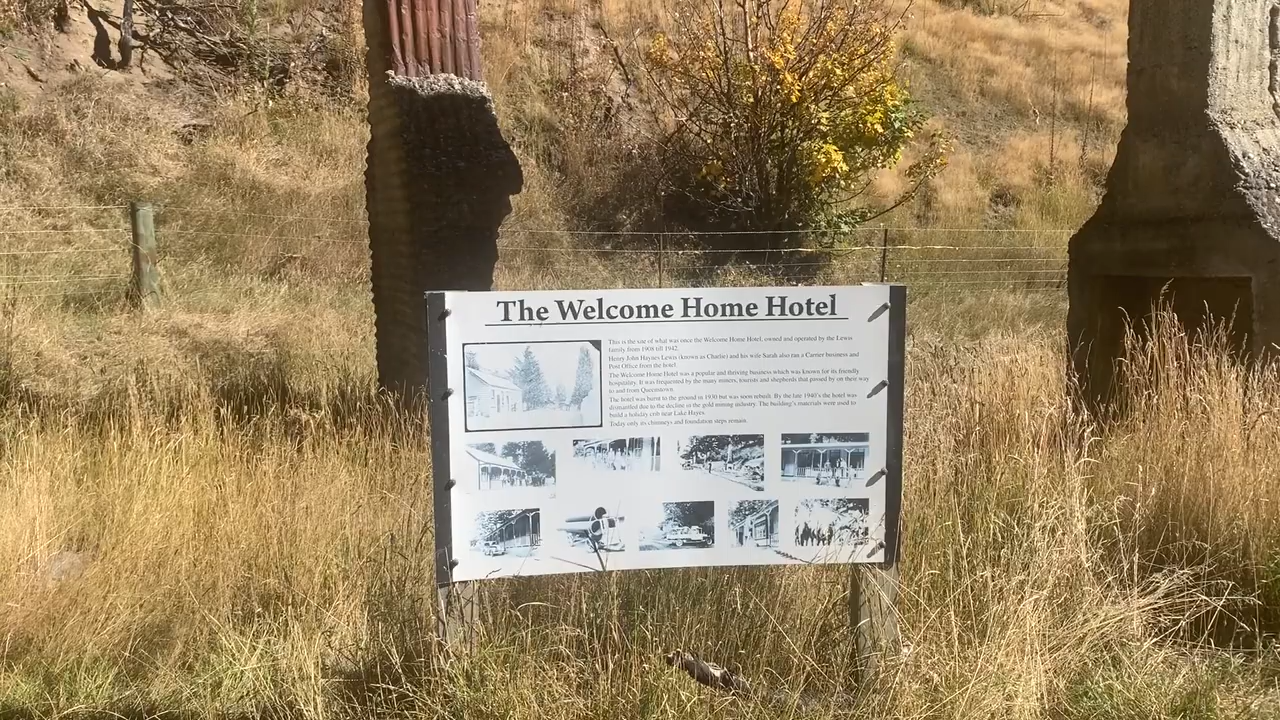 The Welcome Home Hotel
This is the site of what was once the Welcome Home Hotel, owned and operated by the Lewis
family from 1908 till 1942.
Henry John Haynes Lewis (known as Charlie) and his wife Sarah also ran a Carrier business and
Post Office from the hotel.
The Welcome Home Hotel was a popular and thriving business which was known for its friendly
hospitality. It was frequented by the many miners, tourists and shepherds that passed by on their way
to and from Queenstown.
The hotel was burnt to the ground in 1930 but was soon rebuilt. By the late 1940's the hotel was
dismantled due to the decline in the gold mining industry. The building's materials were used to
build a holiday crib near Lake Hayes.
Today only its chimneys and foundation steps remain.